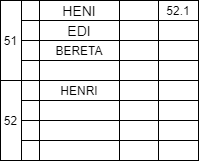 HENI 52.1
51 EDI
BERETA
52 HENRI